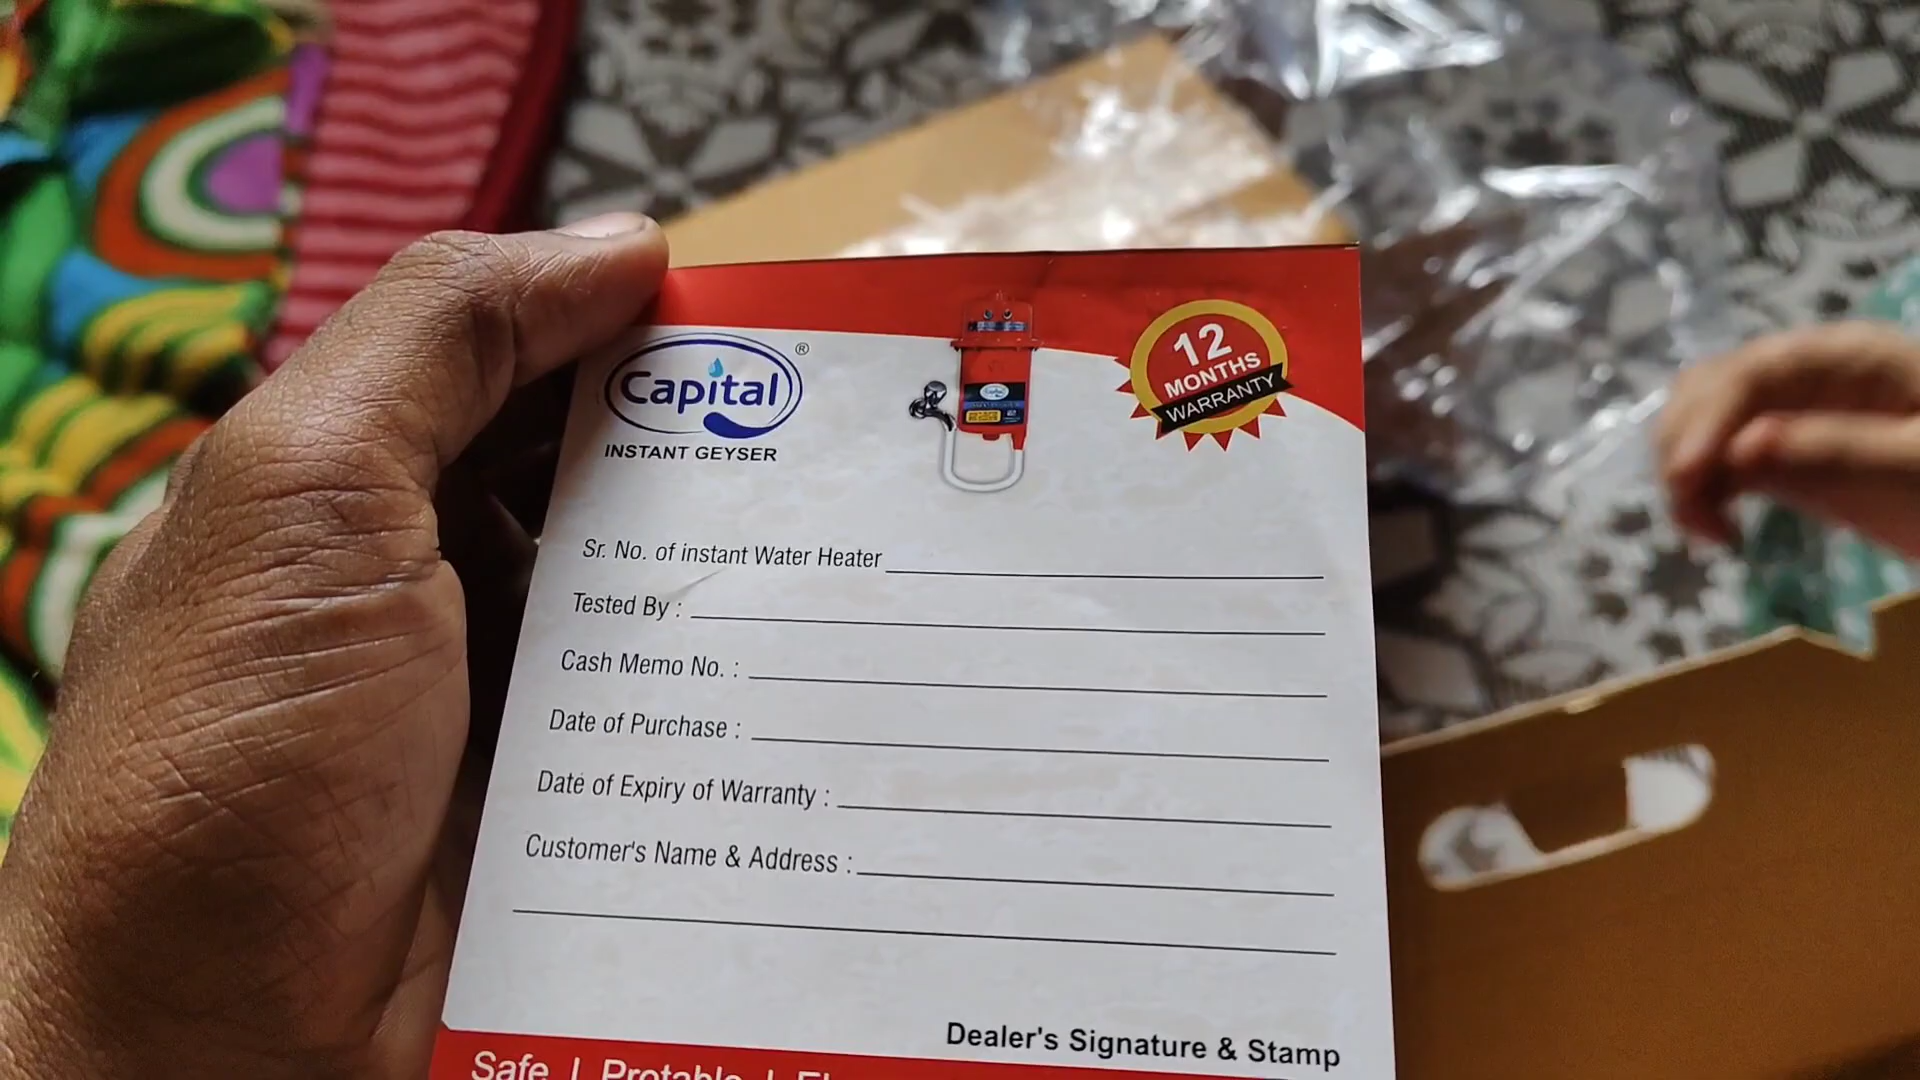 Capital ®
INSTANT GEYSER
12
MONTHS
WARRANTY
Sr. No. of instant Water Heater
Tested By :
Cash Memo No. :
Date of Purchase :
Date of Expiry of Warranty :
Customer's Name & Address :
Dealer's Signature & Stamp
Safe | Protable |